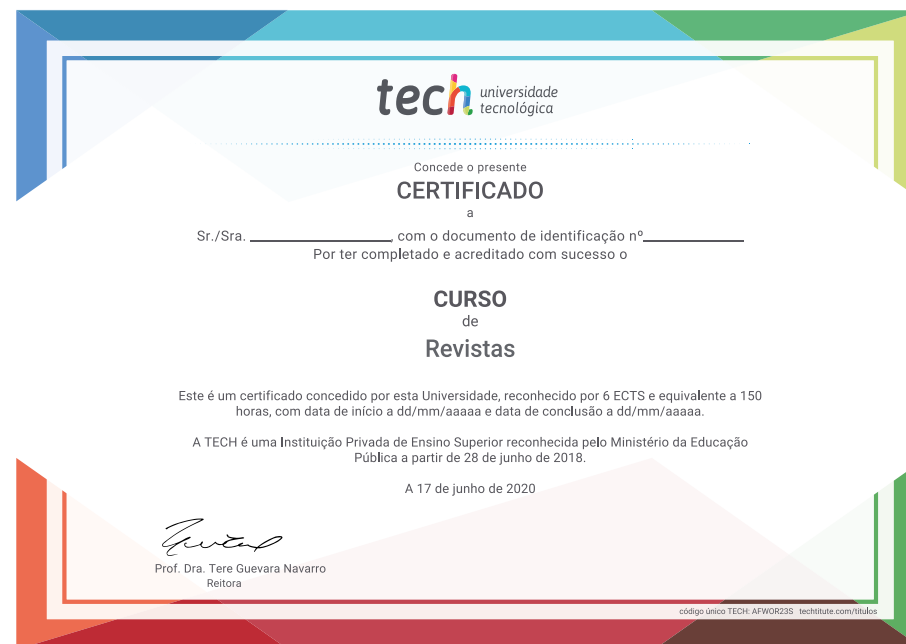 tech universidade
tecnológica
Concede o presente
CERTIFICADO
a
Sr./Sra. ____________________, com o documento de identificação nº______________
Por ter completado e acreditado com sucesso o
CURSO
de
Revistas
Este é um certificado concedido por esta Universidade, reconhecido por 6 ECTS e equivalente a 150
horas, com data de início a dd/mm/aaaaa e data de conclusão a dd/mm/aaaaa.
A TECH é uma Instituição Privada de Ensino Superior reconhecida pelo Ministério da Educação
Pública a partir de 28 de junho de 2018.
A 17 de junho de 2020
Prof. Dra. Tere Guevara Navarro
Reitora
código único TECH: AFWOR23S techtitute.com/titulos